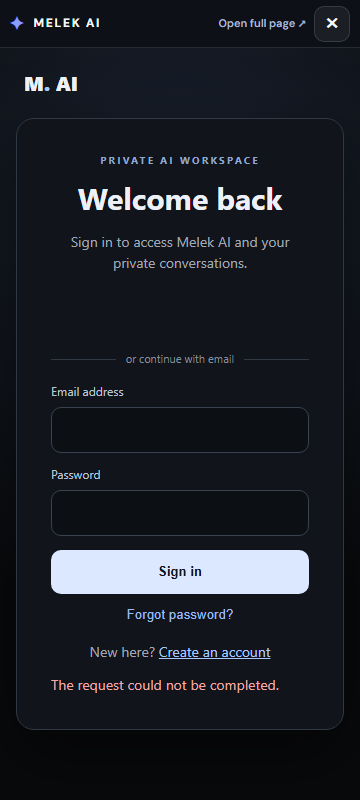 MELEK AI
Open full page ↗
✕
M. AI
PRIVATE AI WORKSPACE
Welcome back
Sign in to access Melek AI and your
private conversations.
or continue with email
Email address
Password
Sign in
Forgot password?
New here? Create an account
The request could not be completed.